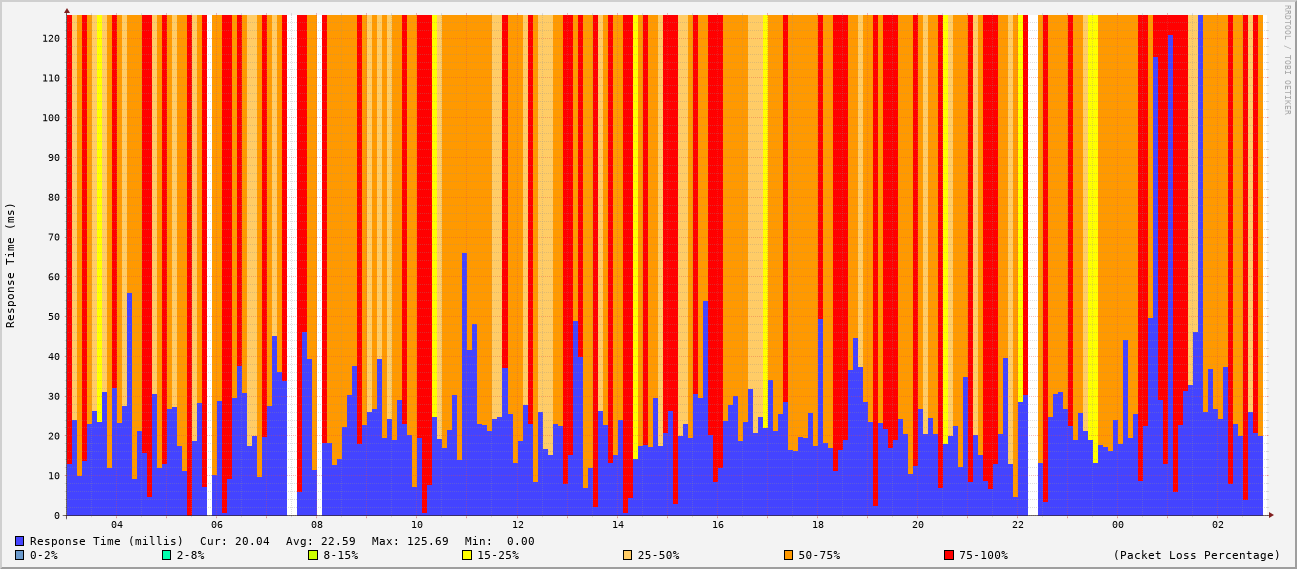 RRDTOOL / TOBI OETIKER
Response Time (ms)
120
110
100
90
80
70
60
50
40
30
20
10
0
04 06 08 10 12 14 16 18 20 22 00 02
Response Time (millis) Cur: 20.04 Avg: 22.59 Max: 125.69 Min: 0.00
0-2% 2-8% 8-15% 15-25% 25-50% 50-75% 75-100% (Packet Loss Percentage)